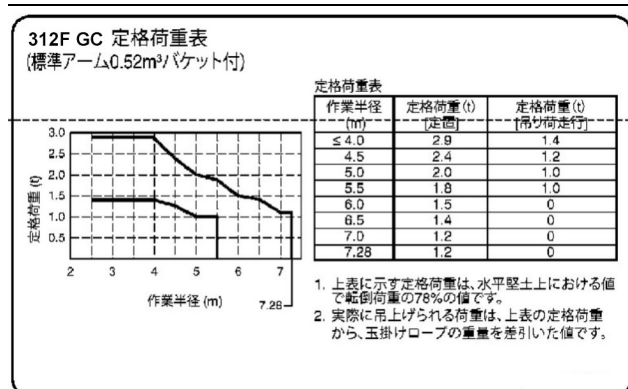 312F GC 定格荷重表
(標準アーム0.52m³バケット付)
定格荷重表
作業半径 (m) 定格荷重(t) [定置] 定格荷重(t) [吊り荷走行]
≤ 4.0 2.9 1.4
4.5 2.4 1.2
5.0 2.0 1.0
5.5 1.8 1.0
6.0 1.5 0
6.5 1.4 0
7.0 1.2 0
7.28 1.2 0
定格荷重 (t)
3.0
2.5
2.0
1.5
1.0
0.5
2 3 4 5 6 7
作業半径 (m)
7.28
1. 上表に示す定格荷重は、水平堅土上における値
で転倒荷重の78%の値です。
2. 実際に吊上げられる荷重は、上表の定格荷重
から、玉掛けロープの重量を差引いた値です。